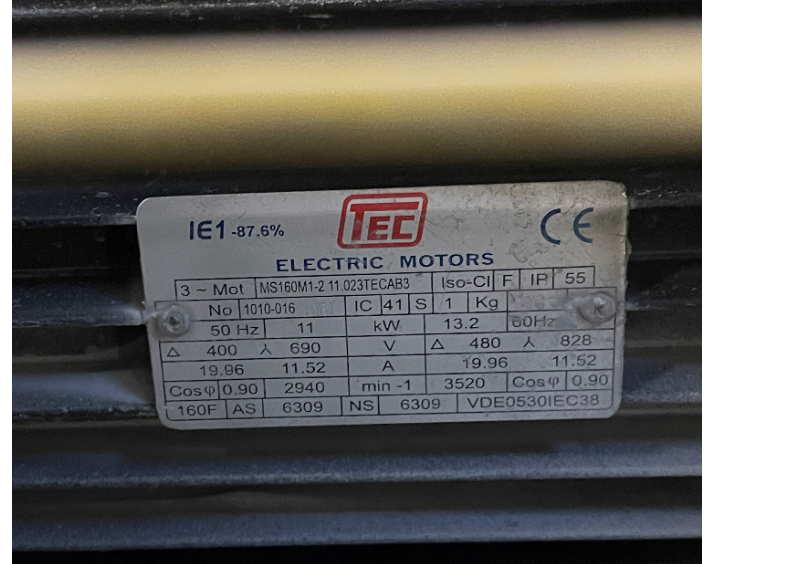 IE1 -87.6%
TEC
CE
ELECTRIC MOTORS
3 ~ Mot MS160M1-2 11.023TECAB3 Iso-Cl F IP 55
No 1010-016 IC 41 S 1 Kg
50 Hz 11 kW 13.2 60Hz
△ 400 ⅄ 690 V △ 480 ⅄ 828
19.96 11.52 A 19.96 11.52
Cosφ 0.90 2940 min -1 3520 Cosφ 0.90
160F AS 6309 NS 6309 VDE0530IEC38